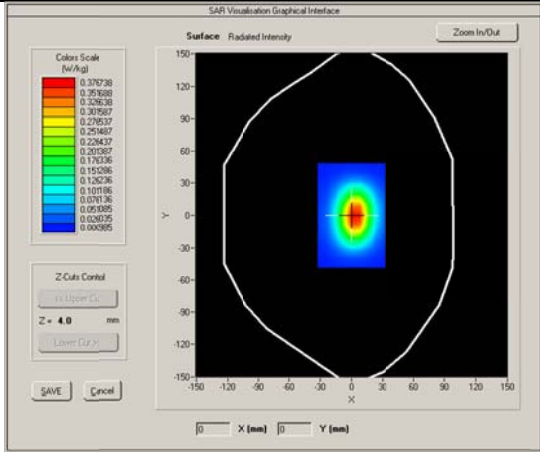 SAR Visualisation Graphical Interface
Surface Radiated Intensity
Zoom In/Out
Colors Scale
(W/kg)
0.376738
0.351688
0.326638
0.301587
0.276537
0.251487
0.226437
0.201387
0.176336
0.151286
0.126236
0.101186
0.076136
0.051085
0.026035
0.000985
Z-Cuts Control
Z = 4.0 mm
Lower Cut >
SAVE Cancel
150
120
90
60
30
0
-30
-60
-90
-120
-150
Y
-150 -120 -90 -60 -30 0 30 60 90 120 150
X
0 X (mm) 0 Y (mm)